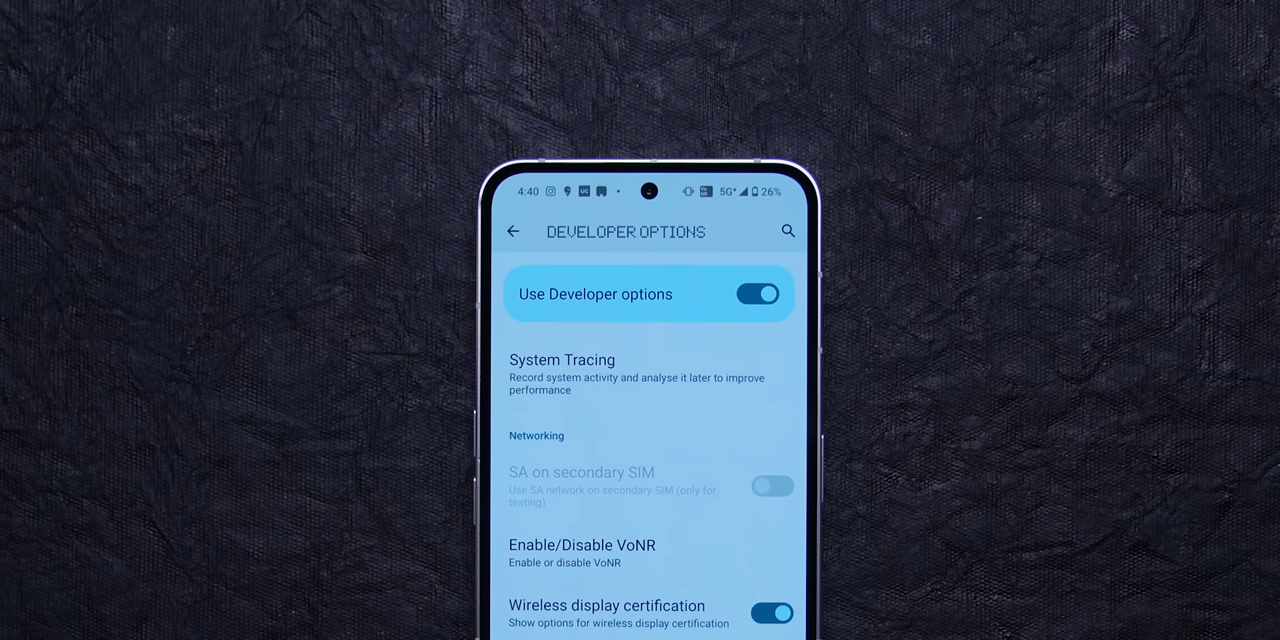 4:40 UC 5G+ 26%
DEVELOPER OPTIONS
Use Developer options
System Tracing
Record system activity and analyse it later to improve
performance
Networking
SA on secondary SIM
Use SA network on secondary SIM (only for
testing)
Enable/Disable VoNR
Enable or disable VoNR
Wireless display certification
Show options for wireless display certification